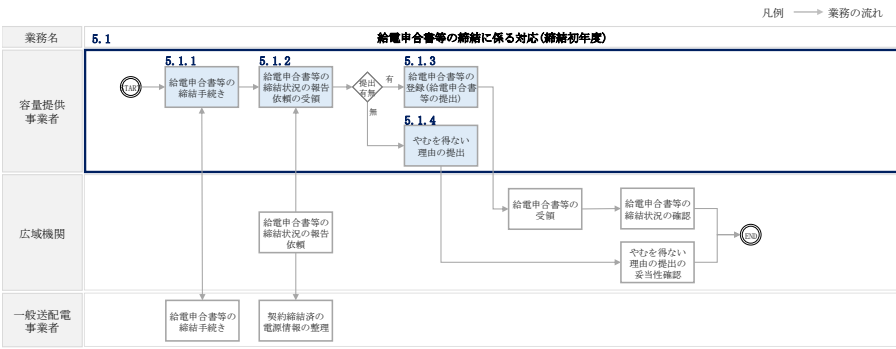 凡例 業務の流れ
業務名
5.1
給電申合書等の締結に係る対応(締結初年度)
容量提供
事業者
START
5.1.1
給電申合書等の
締結手続き
5.1.2
給電申合書等の
締結状況の報告
依頼の受領
提出
有無
有
無
5.1.3
給電申合書等の
登録(給電申合書
等の提出)
5.1.4
やむを得ない
理由の提出
広域機関
給電申合書等の
締結状況の報告
依頼
給電申合書等の
受領
給電申合書等の
締結状況の確認
やむを得ない
理由の提出の
妥当性確認
END
一般送配電
事業者
給電申合書等の
締結手続き
契約締結済の
電源情報の整理